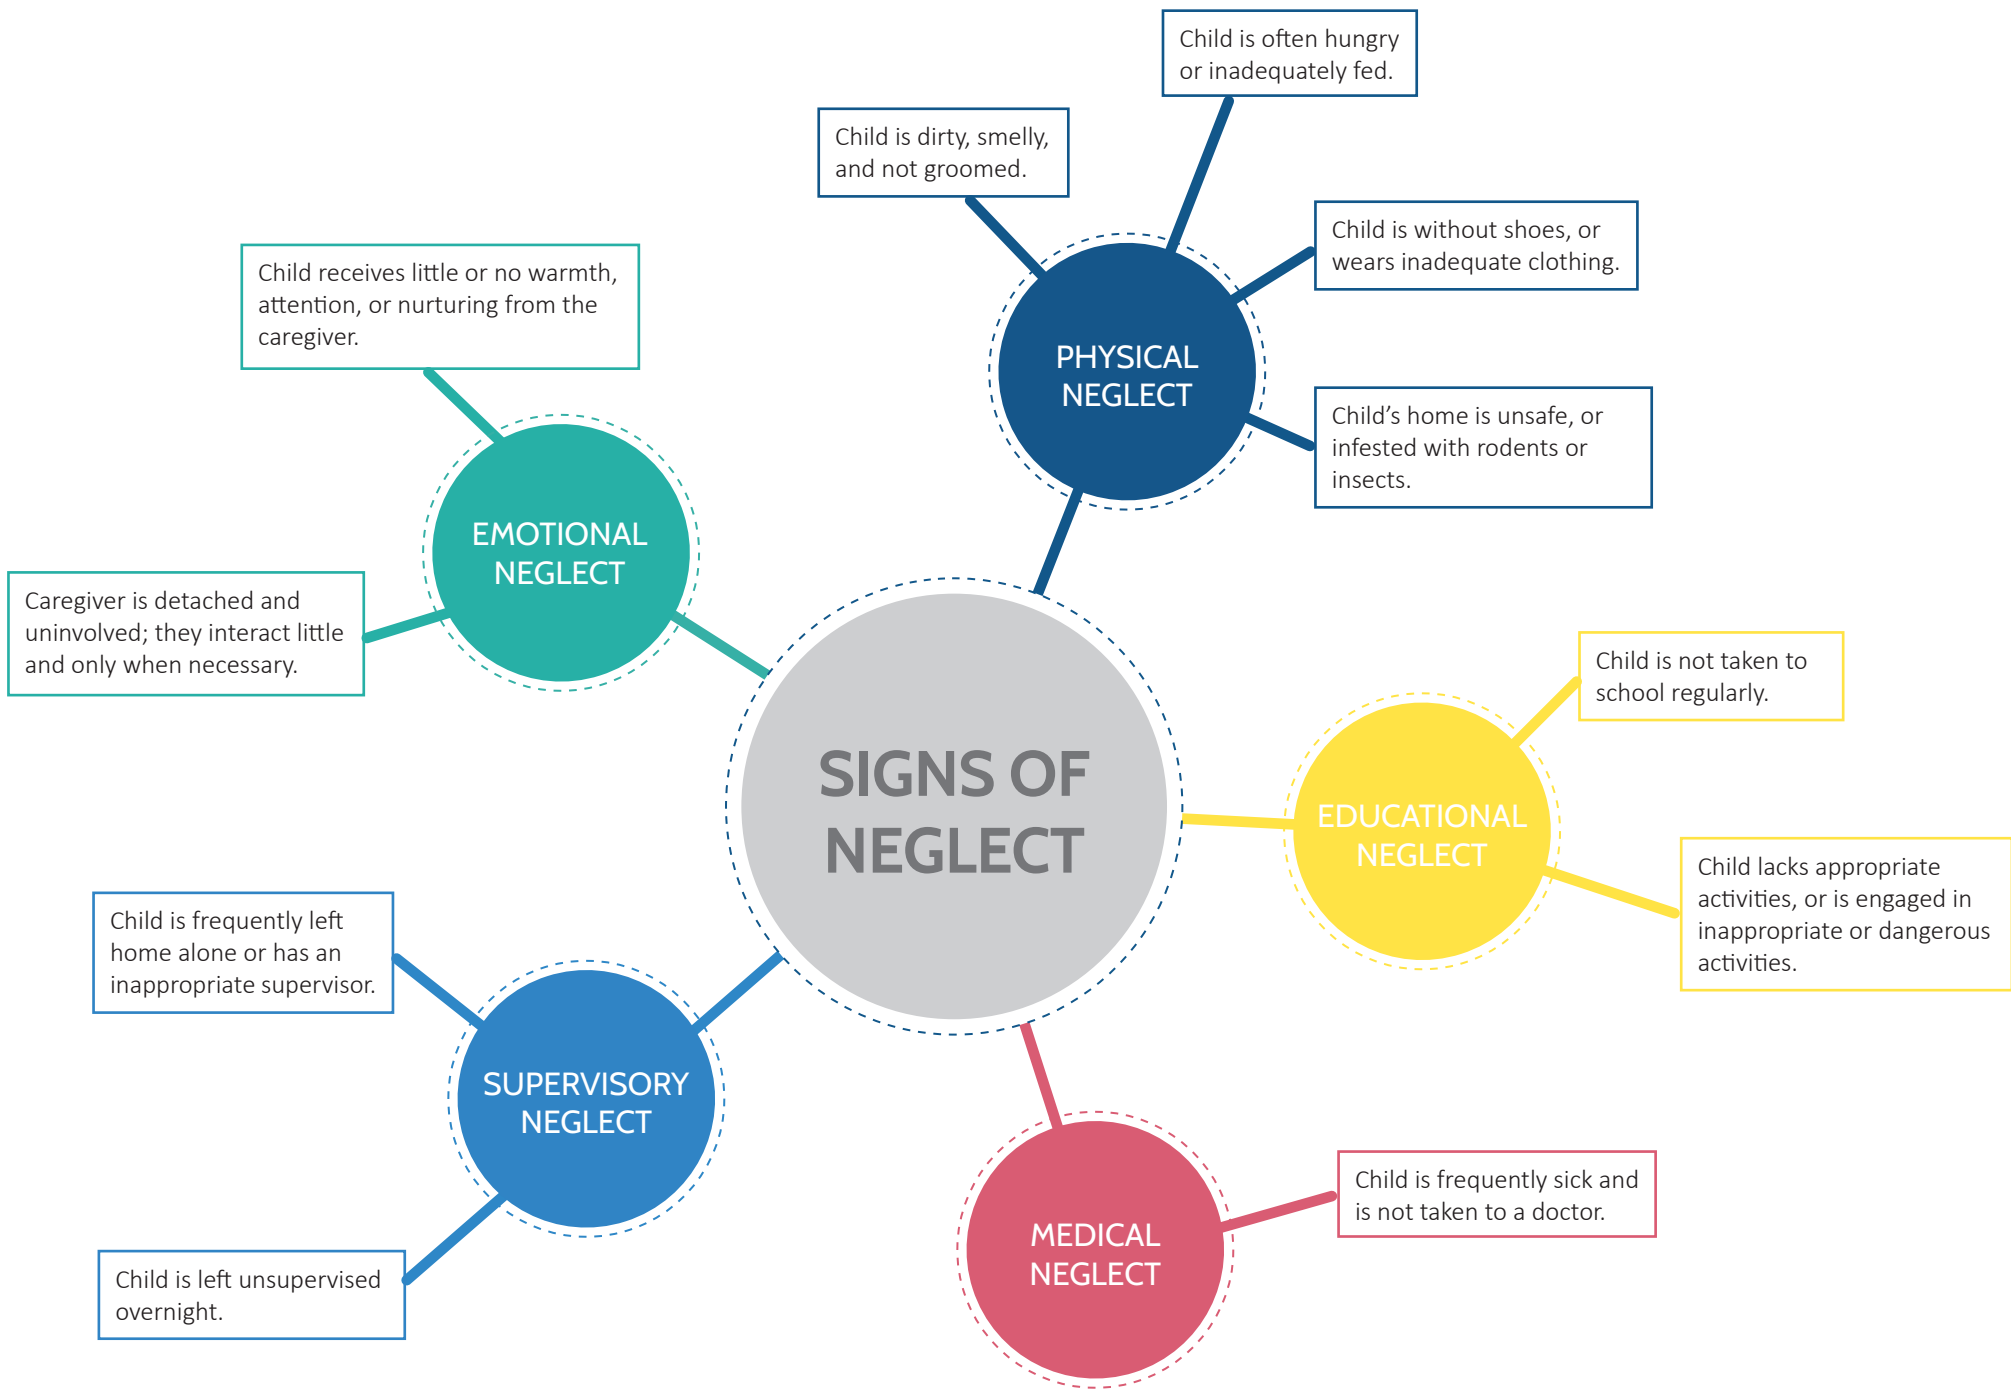 Child is often hungry
or inadequately fed.
Child is dirty, smelly,
and not groomed.
Child is without shoes, or
wears inadequate clothing.
Child receives little or no warmth,
attention, or nurturing from the
caregiver.
PHYSICAL
NEGLECT
Child’s home is unsafe, or
infested with rodents or
insects.
EMOTIONAL
NEGLECT
Caregiver is detached and
uninvolved; they interact little
and only when necessary.
SIGNS OF
NEGLECT
Child is not taken to
school regularly.
EDUCATIONAL
NEGLECT
Child lacks appropriate
activities, or is engaged in
inappropriate or dangerous
activities.
Child is frequently left
home alone or has an
inappropriate supervisor.
SUPERVISORY
NEGLECT
Child is left unsupervised
overnight.
MEDICAL
NEGLECT
Child is frequently sick and
is not taken to a doctor.